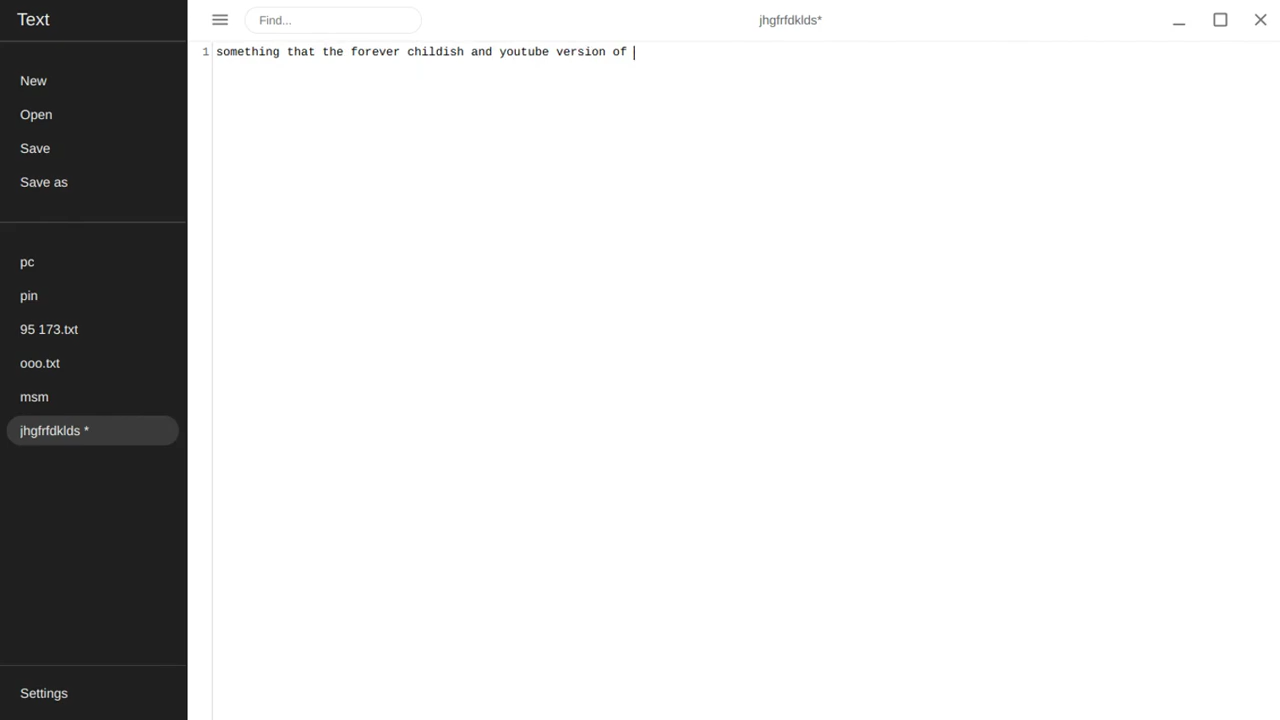 Text
Find...
jhgfrfdklds*
New
Open
Save
Save as
pc
pin
95 173.txt
ooo.txt
msm
jhgfrfdklds *
Settings
1
something that the forever childish and youtube version of